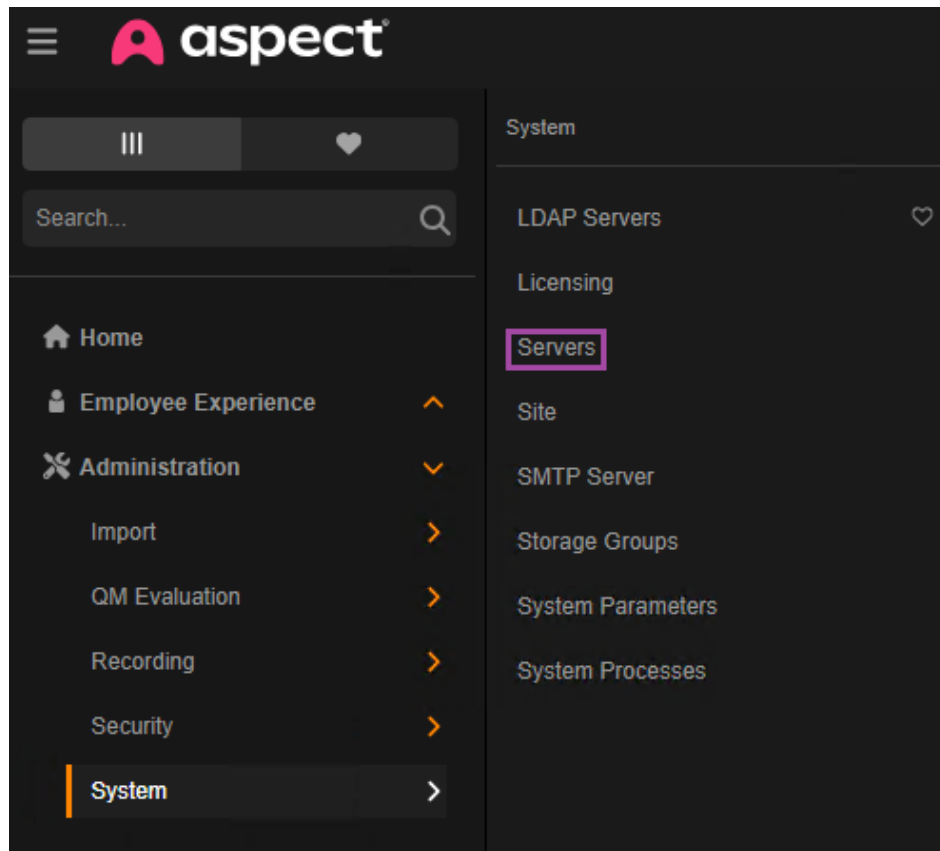 aspect
Search...
Home
Employee Experience
Administration
Import
QM Evaluation
Recording
Security
System
System
LDAP Servers
Licensing
Servers
Site
SMTP Server
Storage Groups
System Parameters
System Processes